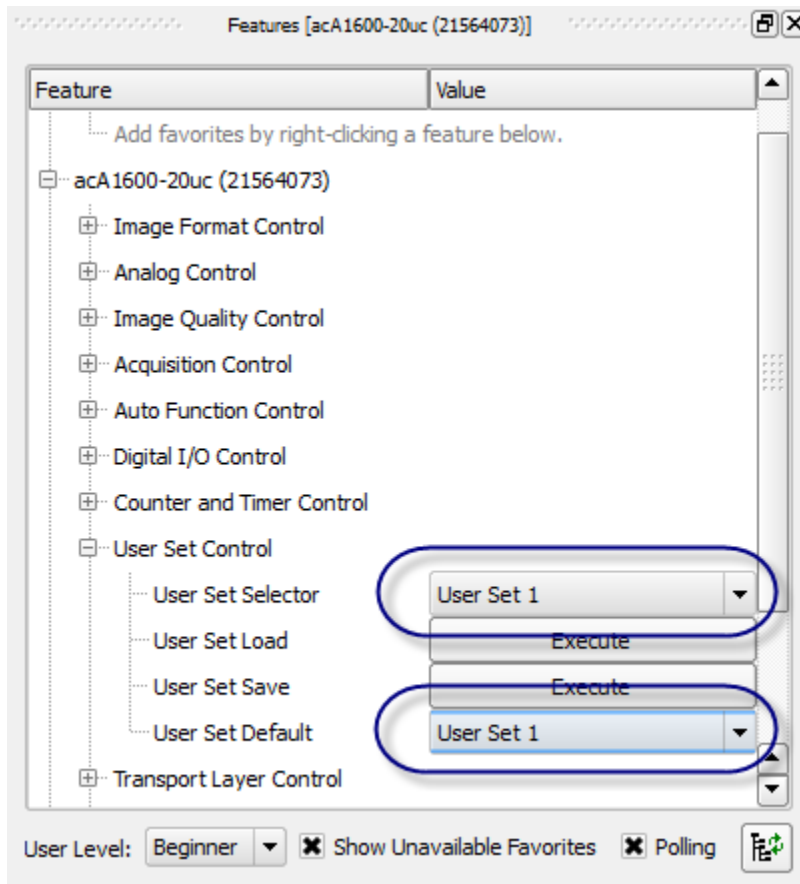 Features [acA1600-20uc (21564073)]
Feature Value
Add favorites by right-clicking a feature below.
acA1600-20uc (21564073)
Image Format Control
Analog Control
Image Quality Control
Acquisition Control
Auto Function Control
Digital I/O Control
Counter and Timer Control
User Set Control
User Set Selector User Set 1
User Set Load Execute
User Set Save Execute
User Set Default User Set 1
Transport Layer Control
User Level: Beginner Show Unavailable Favorites Polling